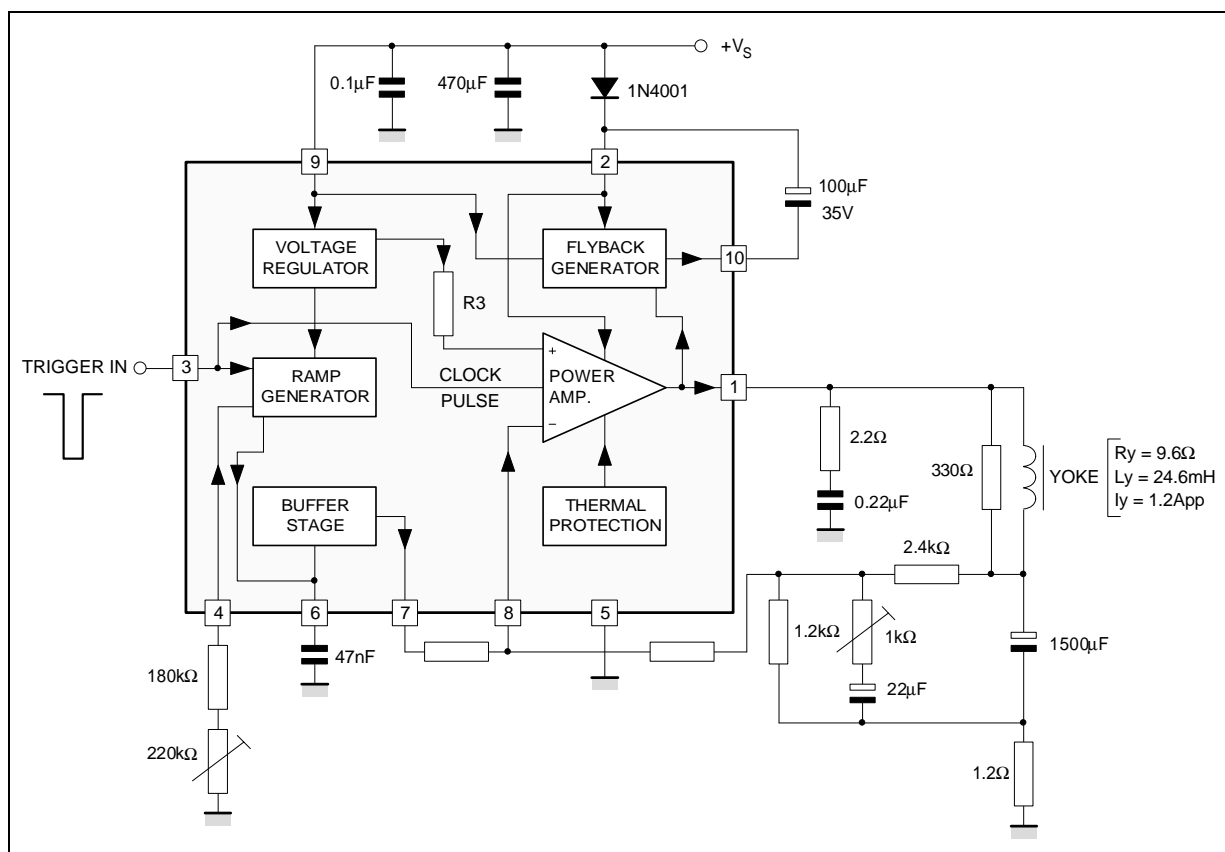 +VS
0.1µF
470µF
1N4001
9
2
100µF
35V
VOLTAGE
REGULATOR
FLYBACK
GENERATOR
10
R3
TRIGGER IN
3
RAMP
GENERATOR
CLOCK
PULSE
+
POWER
AMP.
−
1
2.2Ω
330Ω
YOKE
Ry = 9.6Ω
Ly = 24.6mH
Iy = 1.2App
BUFFER
STAGE
THERMAL
PROTECTION
0.22µF
2.4kΩ
4
6
7
8
5
1.2kΩ
1kΩ
1500µF
47nF
180kΩ
22µF
220kΩ
1.2Ω